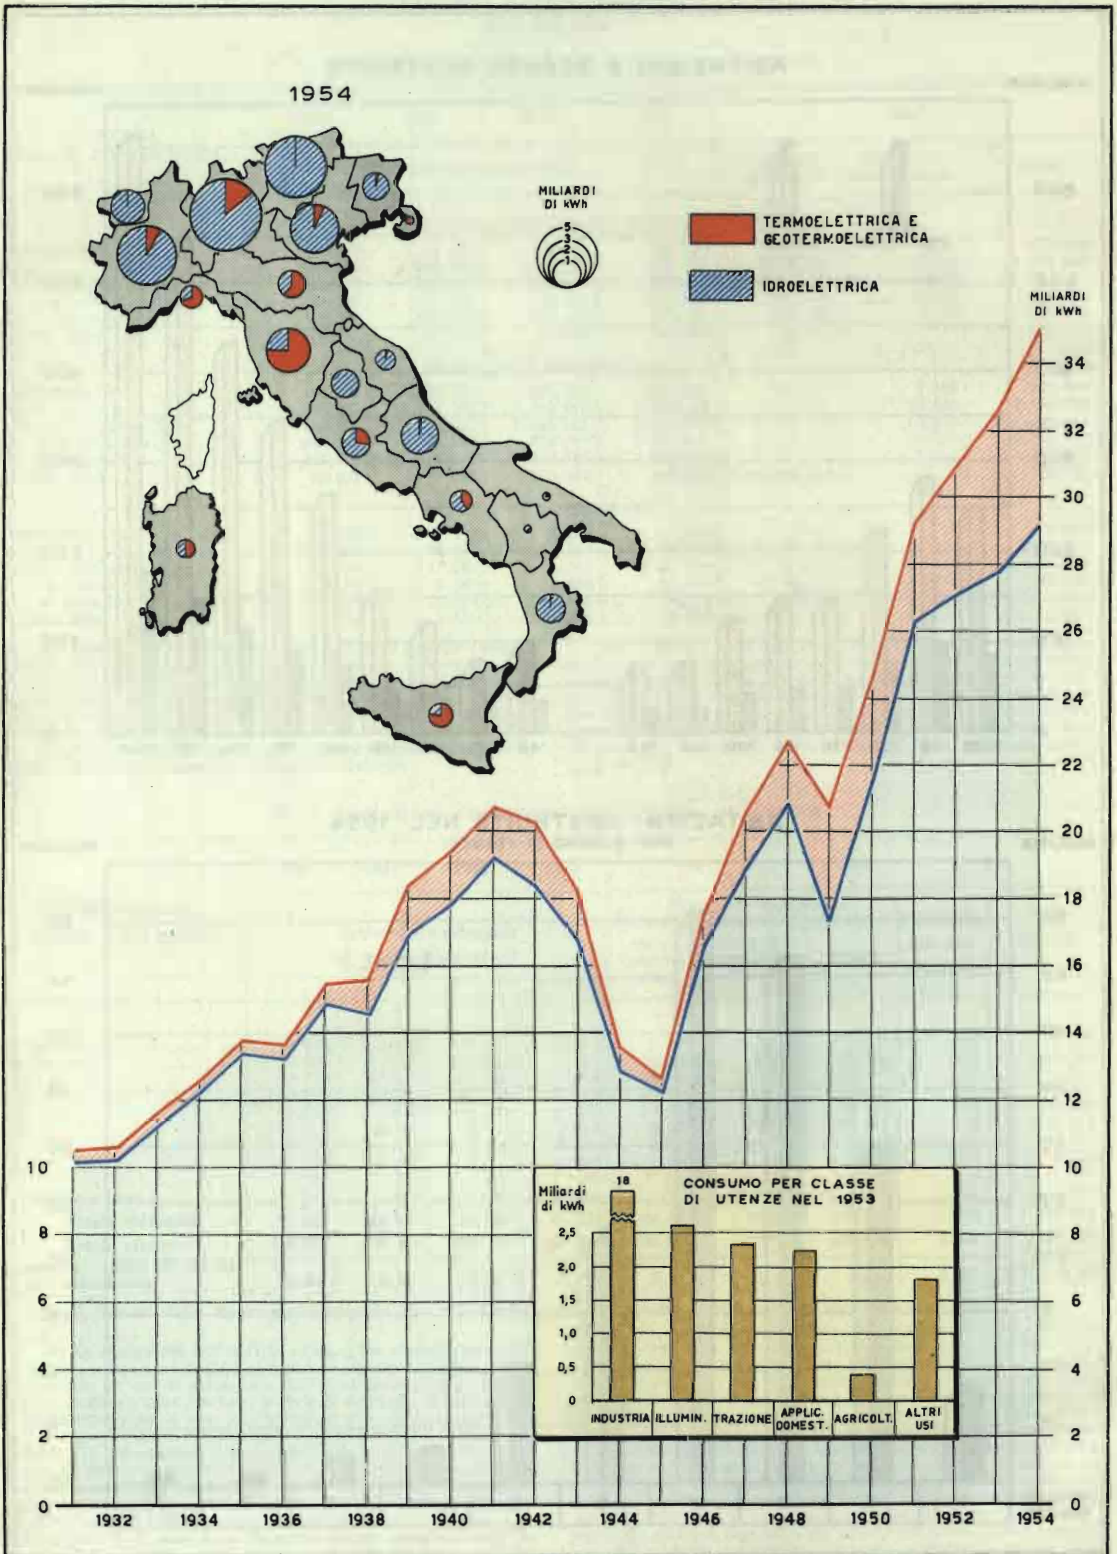 1954
MILIARDI
DI kWh
5
3
2
1
TERMOELETTRICA E
GEOTERMOELETTRICA
IDROELETTRICA
MILIARDI
DI kWh
34
32
30
28
26
24
22
20
18
16
14
12
10
8
6
4
2
0
10
8
6
4
2
0
1932 1934 1936 1938 1940 1942 1944 1946 1948 1950 1952 1954
CONSUMO PER CLASSE
DI UTENZE NEL 1953
Miliardi
di kWh
18
2,5
2,0
1,5
1,0
0,5
0
INDUSTRIA ILLUMIN. TRAZIONE APPLIC. DOMEST. AGRICOLT. ALTRI USI